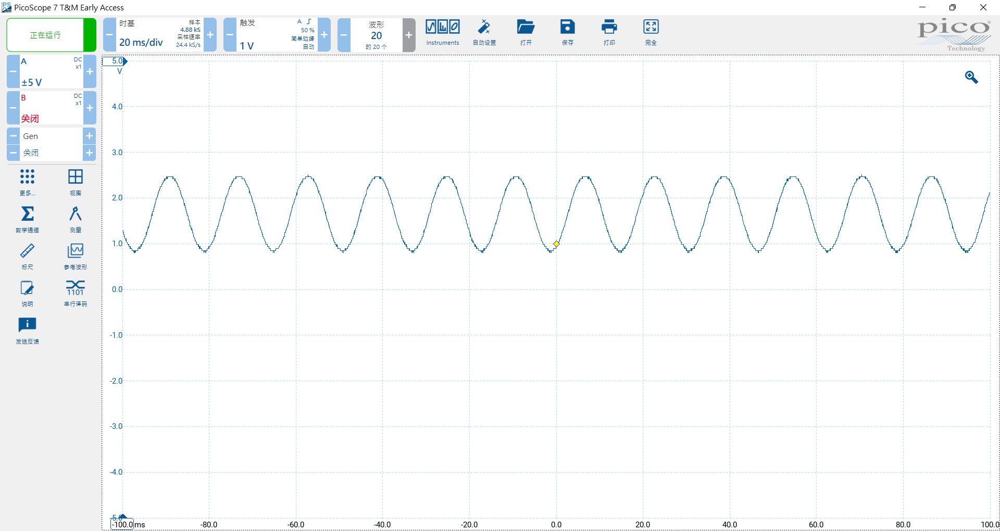 PicoScope 7 T&M Early Access
正在运行
时基
20 ms/div
样本
4.88 kS
采样速率
24.4 kS/s
触发
1 V
A
50 %
简单边缘
自动
波形
20
的 20 个
Instruments
自动设置
打开
保存
打印
完全
pico
Technology
A
DC
x1
±5 V
B
DC
x1
关闭
Gen
关闭
更多...
视图
数学通道
测量
标尺
参考波形
说明
1101
串行译码
发送反馈
5.0
V
4.0
3.0
2.0
1.0
0.0
-1.0
-2.0
-3.0
-4.0
-5.0
-100.0 ms
-80.0
-60.0
-40.0
-20.0
0.0
20.0
40.0
60.0
80.0
100.0